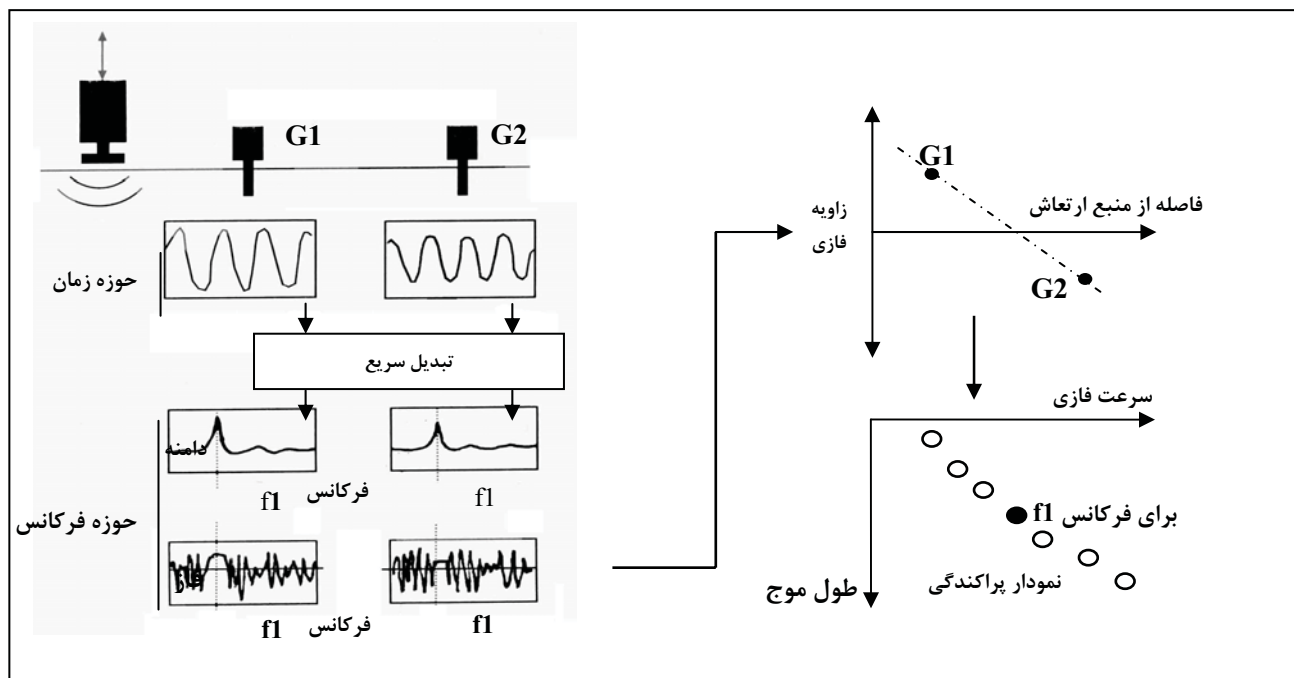 G1
G2
حوزه زمان
تبدیل سریع
دامنه
فرکانس
f1
f1
حوزه فرکانس
فاز
فرکانس
f1
f1
زاویه
فازی
G1
فاصله از منبع ارتعاش
G2
سرعت فازی
برای فرکانس f1
نمودار پراکندگی
طول موج